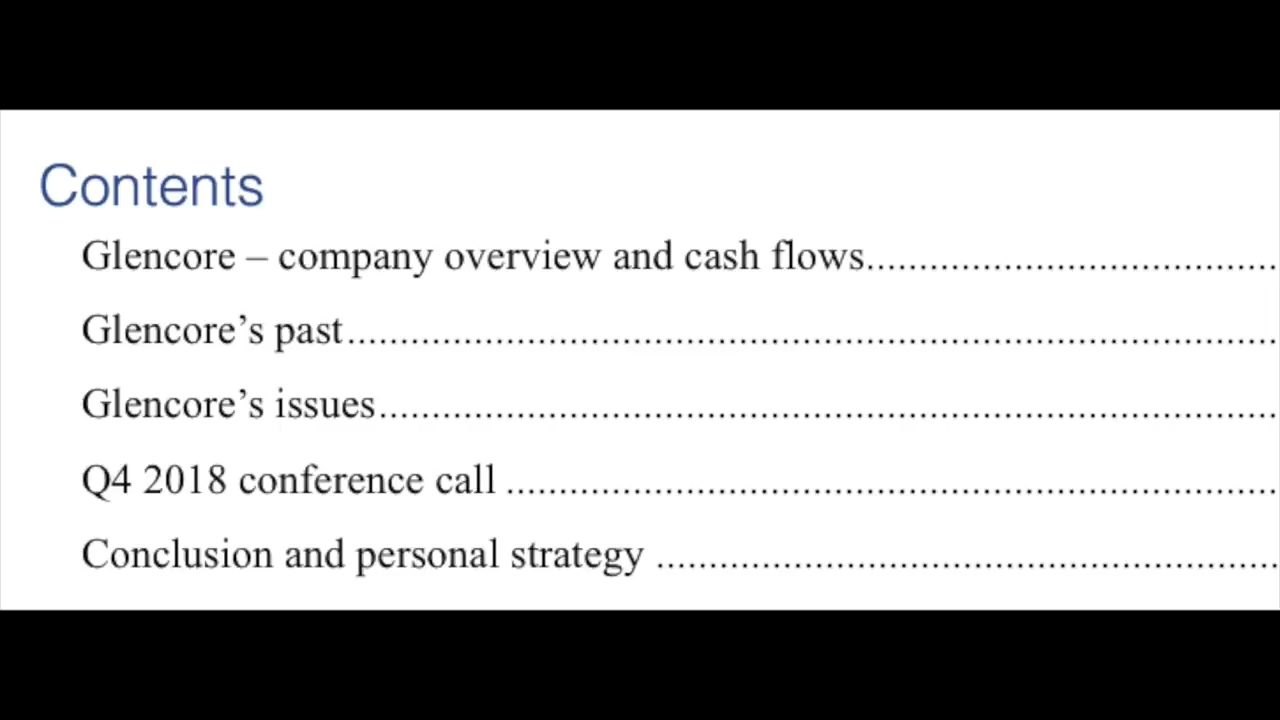 Contents
Glencore – company overview and cash flows.......................................
Glencore’s past.........................................................................................
Glencore’s issues......................................................................................
Q4 2018 conference call ..........................................................................
Conclusion and personal strategy ............................................................